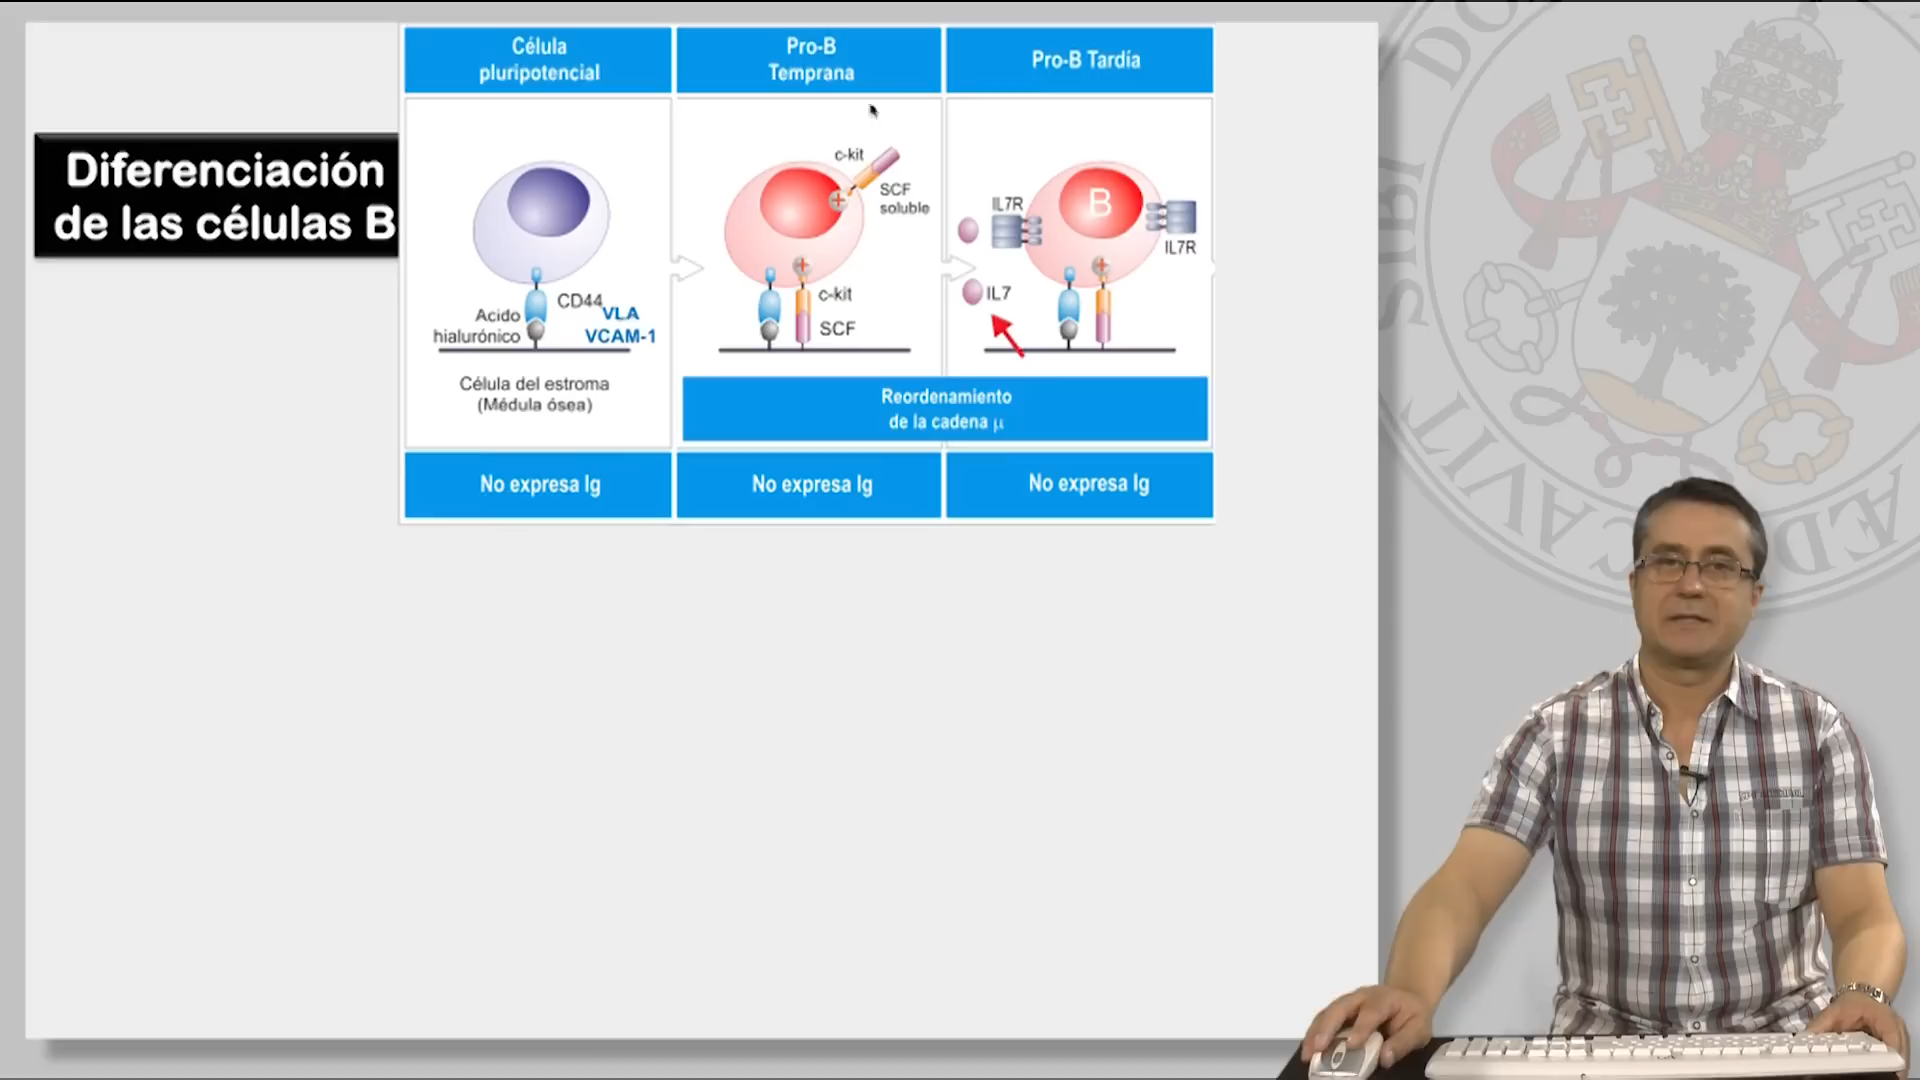 Diferenciación
de las células B
Célula
pluripotencial
Pro-B
Temprana
Pro-B Tardía
CD44
VLA
VCAM-1
Acido
hialurónico
Célula del estroma
(Médula ósea)
c-kit
SCF
soluble
c-kit
SCF
IL7R
B
IL7R
IL7
Reordenamiento
de la cadena µ
No expresa Ig
No expresa Ig
No expresa Ig
SIBI